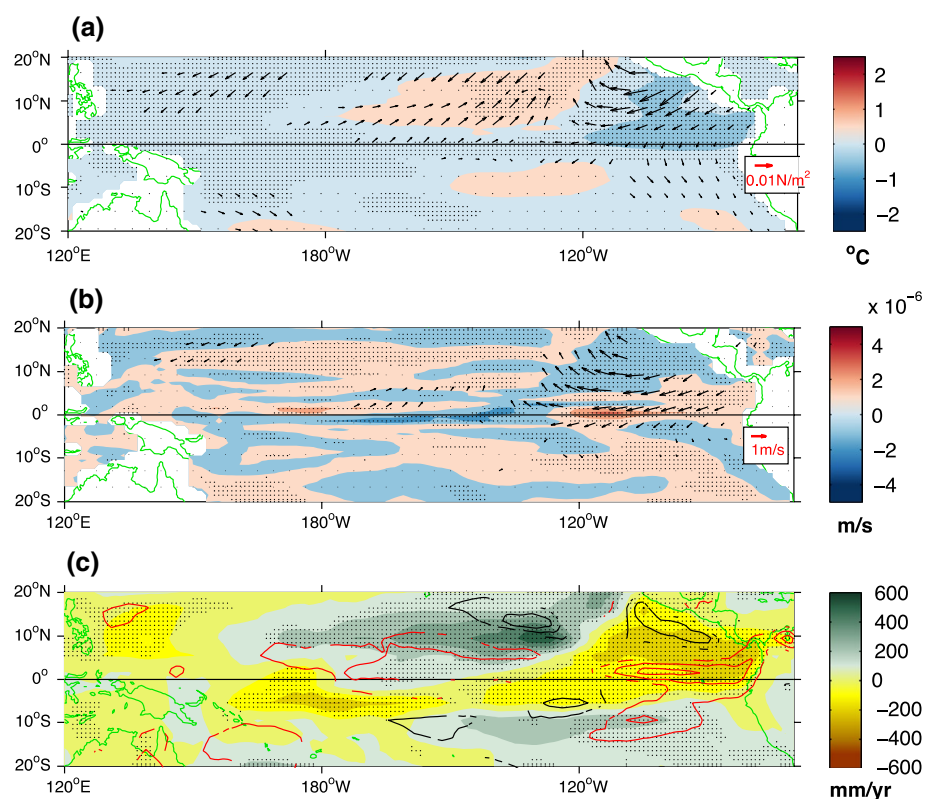 (a)
20°N
10°N
0°
10°S
20°S
120°E
180°W
120°W
0.01N/m²
2
1
0
−1
−2
°C
(b)
20°N
10°N
0°
10°S
20°S
120°E
180°W
120°W
1m/s
x 10⁻⁶
4
2
0
−2
−4
m/s
(c)
20°N
10°N
0°
10°S
20°S
120°E
180°W
120°W
600
400
200
0
−200
−400
−600
mm/yr